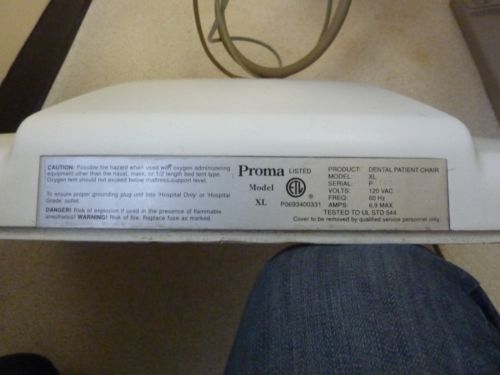 CAUTION: Possible fire hazard when used with oxygen administering
equipment other than the nasal, mask, or 1/2 length bed tent type.
Oxygen tent should not exceed below mattress support level.
To ensure proper grounding plug unit into 'Hospital Only' or 'Hospital
Grade' outlet.
DANGER! Risk of explosion if used in the presence of flammable
anesthetics! WARNING! Risk of fire. Replace fuse as marked.
Proma
Model
XL
LISTED
ETL
P0693400331
PRODUCT: DENTAL PATIENT CHAIR
MODEL: XL
SERIAL: P
VOLTS: 120 VAC
FREQ: 60 Hz
AMPS: 6.9 MAX
TESTED TO UL STD 544
Cover to be removed by qualified service personnel only.